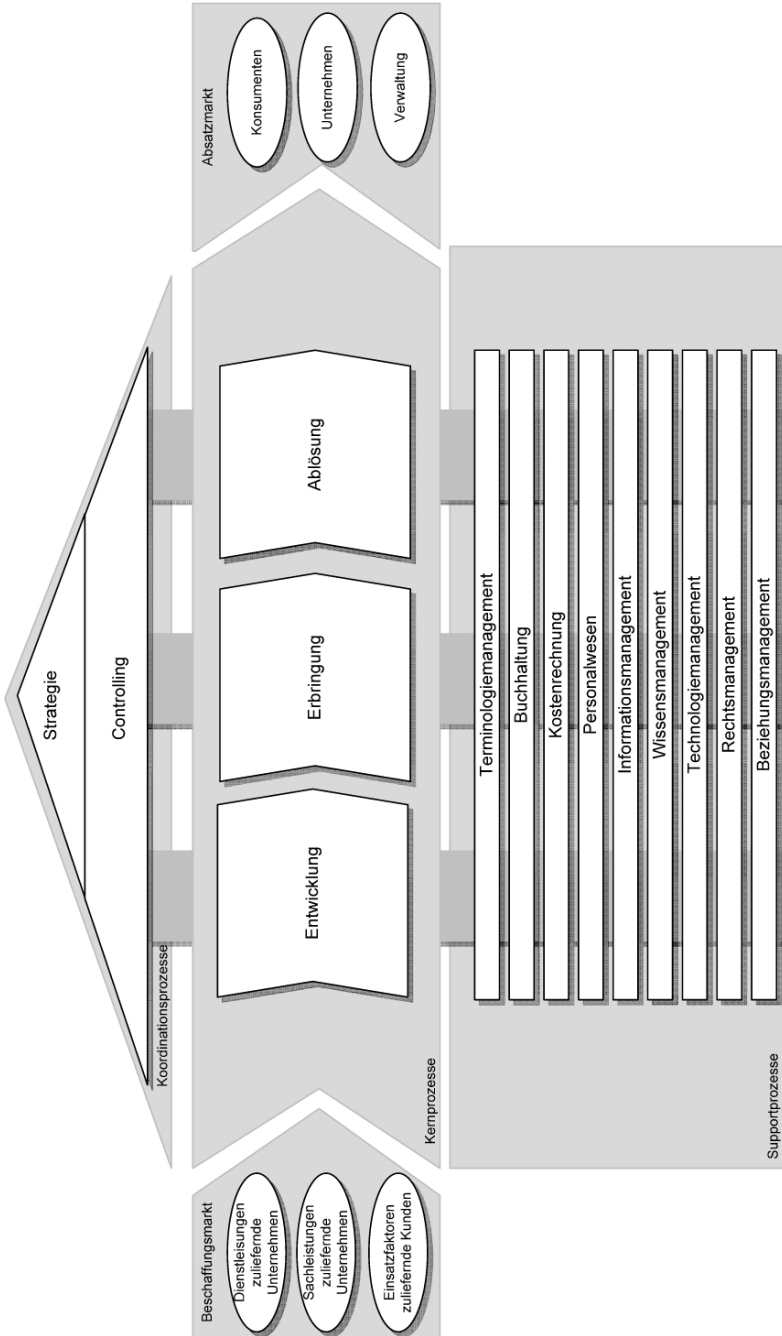 Strategie
Controlling
Koordinationsprozesse
Beschaffungsmarkt
Dienstleisungen
zuliefernde
Unternehmen
Sachleistungen
zuliefernde
Unternehmen
Einsatzfaktoren
zuliefernde Kunden
Entwicklung
Erbringung
Ablösung
Kernprozesse
Absatzmarkt
Konsumenten
Unternehmen
Verwaltung
Terminologiemanagement
Buchhaltung
Kostenrechnung
Personalwesen
Informationsmanagement
Wissensmanagement
Technologiemanagement
Rechtsmanagement
Beziehungsmanagement
Supportprozesse